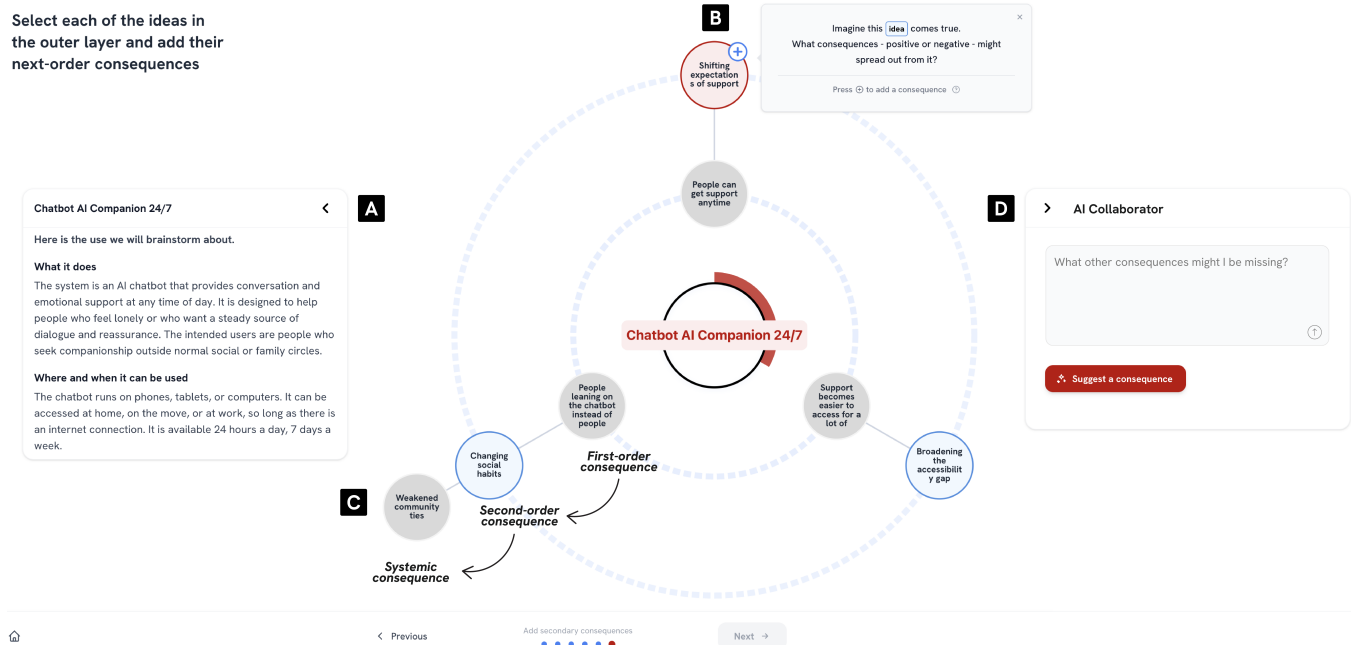 Select each of the ideas in
the outer layer and add their
next-order consequences
B
Shifting
expectation
s of support
×
Imagine this idea comes true.
What consequences - positive or negative - might
spread out from it?
Press ⊕ to add a consequence ?
People can
get support
anytime
Chatbot AI Companion 24/7
A
Here is the use we will brainstorm about.
What it does
The system is an AI chatbot that provides conversation and
emotional support at any time of day. It is designed to help
people who feel lonely or who want a steady source of
dialogue and reassurance. The intended users are people who
seek companionship outside normal social or family circles.
Where and when it can be used
The chatbot runs on phones, tablets, or computers. It can be
accessed at home, on the move, or at work, so long as there is
an internet connection. It is available 24 hours a day, 7 days a
week.
Chatbot AI Companion 24/7
People
leaning on
the chatbot
instead of
people
Support
becomes
easier to
access for a
lot of
Changing
social
habits
Broadening
the
accessibilit
y gap
C
Weakened
community
ties
First-order
consequence
Second-order
consequence
Systemic
consequence
D
AI Collaborator
What other consequences might I be missing?
Suggest a consequence
Previous
Add secondary consequences
Next